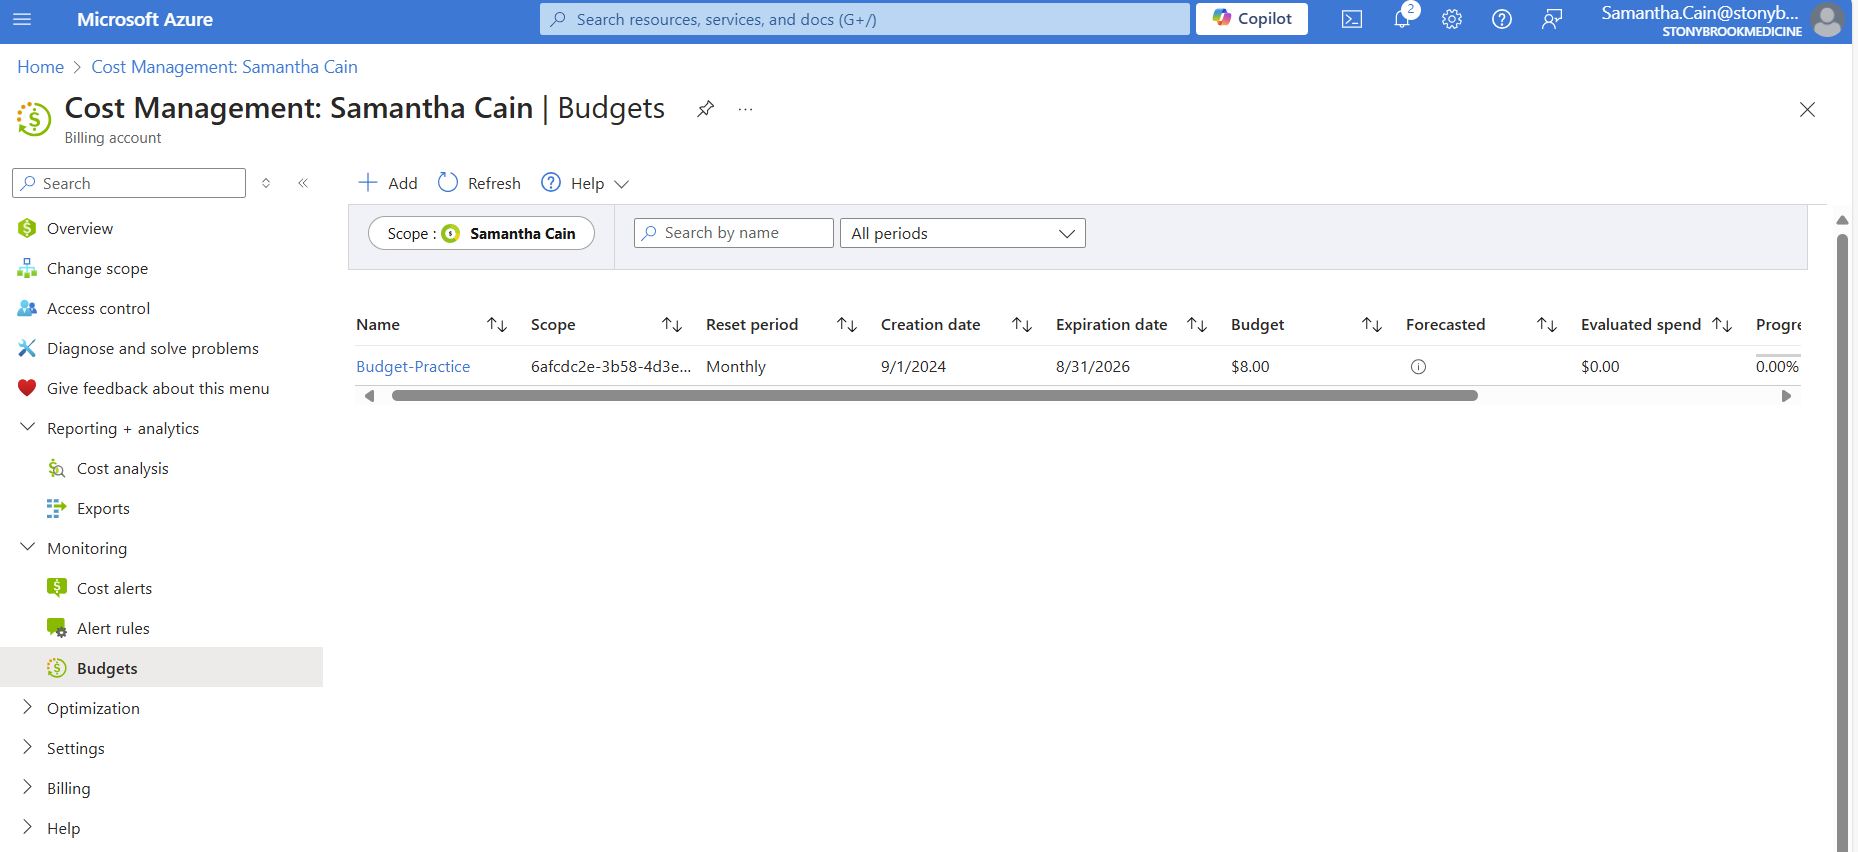 Microsoft Azure
Search resources, services, and docs (G+/)
Copilot
2
Samantha.Cain@stonyb...
STONYBROOKMEDICINE
Home > Cost Management: Samantha Cain
Cost Management: Samantha Cain | Budgets
...
Billing account
Search
Add
Refresh
Help
Overview
Change scope
Access control
Diagnose and solve problems
Give feedback about this menu
Reporting + analytics
Cost analysis
Exports
Monitoring
Cost alerts
Alert rules
Budgets
Optimization
Settings
Billing
Help
Scope : Samantha Cain
Search by name
All periods
Name Scope Reset period Creation date Expiration date Budget Forecasted Evaluated spend Progre
Budget-Practice 6afcdc2e-3b58-4d3e... Monthly 9/1/2024 8/31/2026 $8.00 $0.00 0.00%